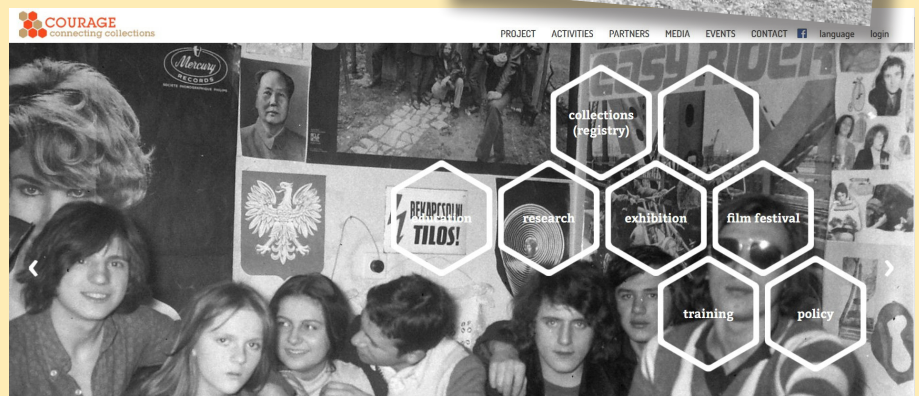 COURAGE
connecting collections
PROJECT ACTIVITIES PARTNERS MEDIA EVENTS CONTACT language login
Mercury
RECORDS
EASY RIDER
collections
(registry)
BEKAPCSOLNI
TILOS!
education
research
exhibition
film festival
training
policy